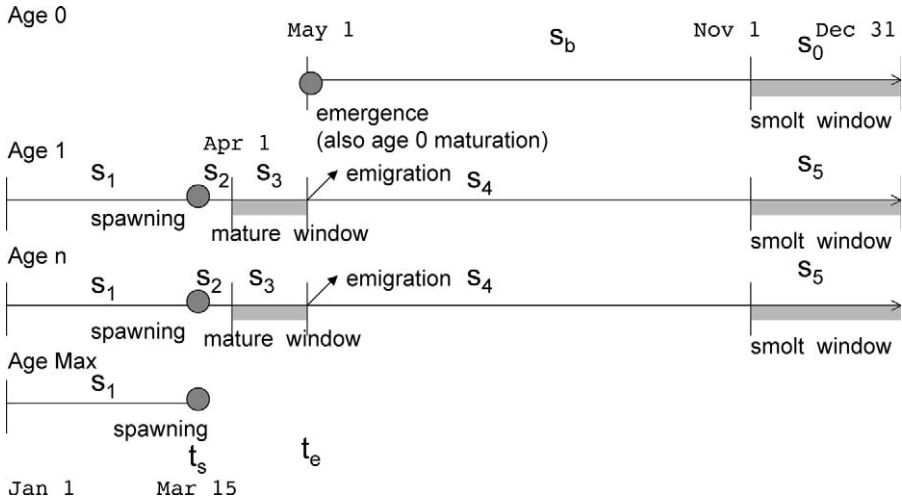 Age 0
May 1 S_b Nov 1 S_0 Dec 31
emergence
(also age 0 maturation)
smolt window
Age 1
Apr 1
S_1 S_2 S_3 emigration S_4 S_5
spawning
mature window
smolt window
Age n
S_1 S_2 S_3 emigration S_4 S_5
spawning
mature window
smolt window
Age Max
S_1
spawning
t_s t_e
Jan 1 Mar 15